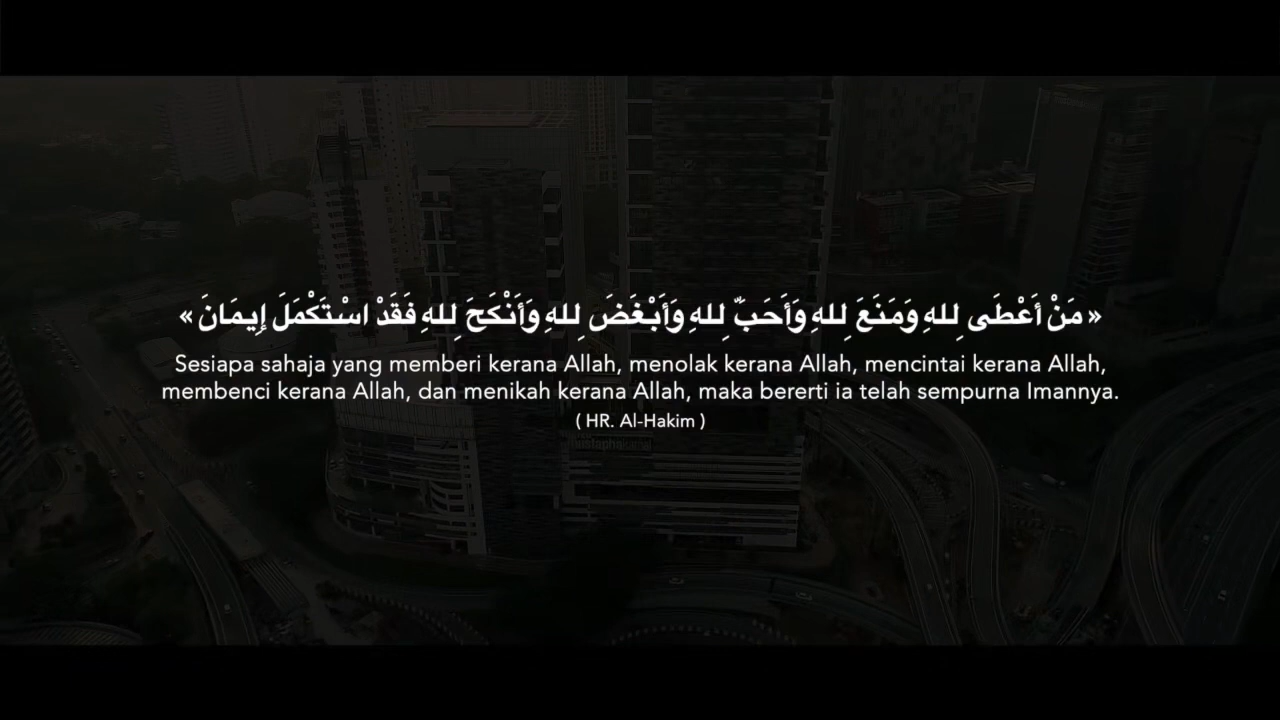 « مَنْ أَعْطَى لِلهِ وَمَنَعَ لِلهِ وَأَحَبَّ لِلهِ وَأَبْغَضَ لِلهِ وَأَنْكَحَ لِلهِ فَقَدْ اسْتَكْمَلَ إِيمَانَ »
Sesiapa sahaja yang memberi kerana Allah, menolak kerana Allah, mencintai kerana Allah,
membenci kerana Allah, dan menikah kerana Allah, maka bererti ia telah sempurna Imannya.
( HR. Al-Hakim )